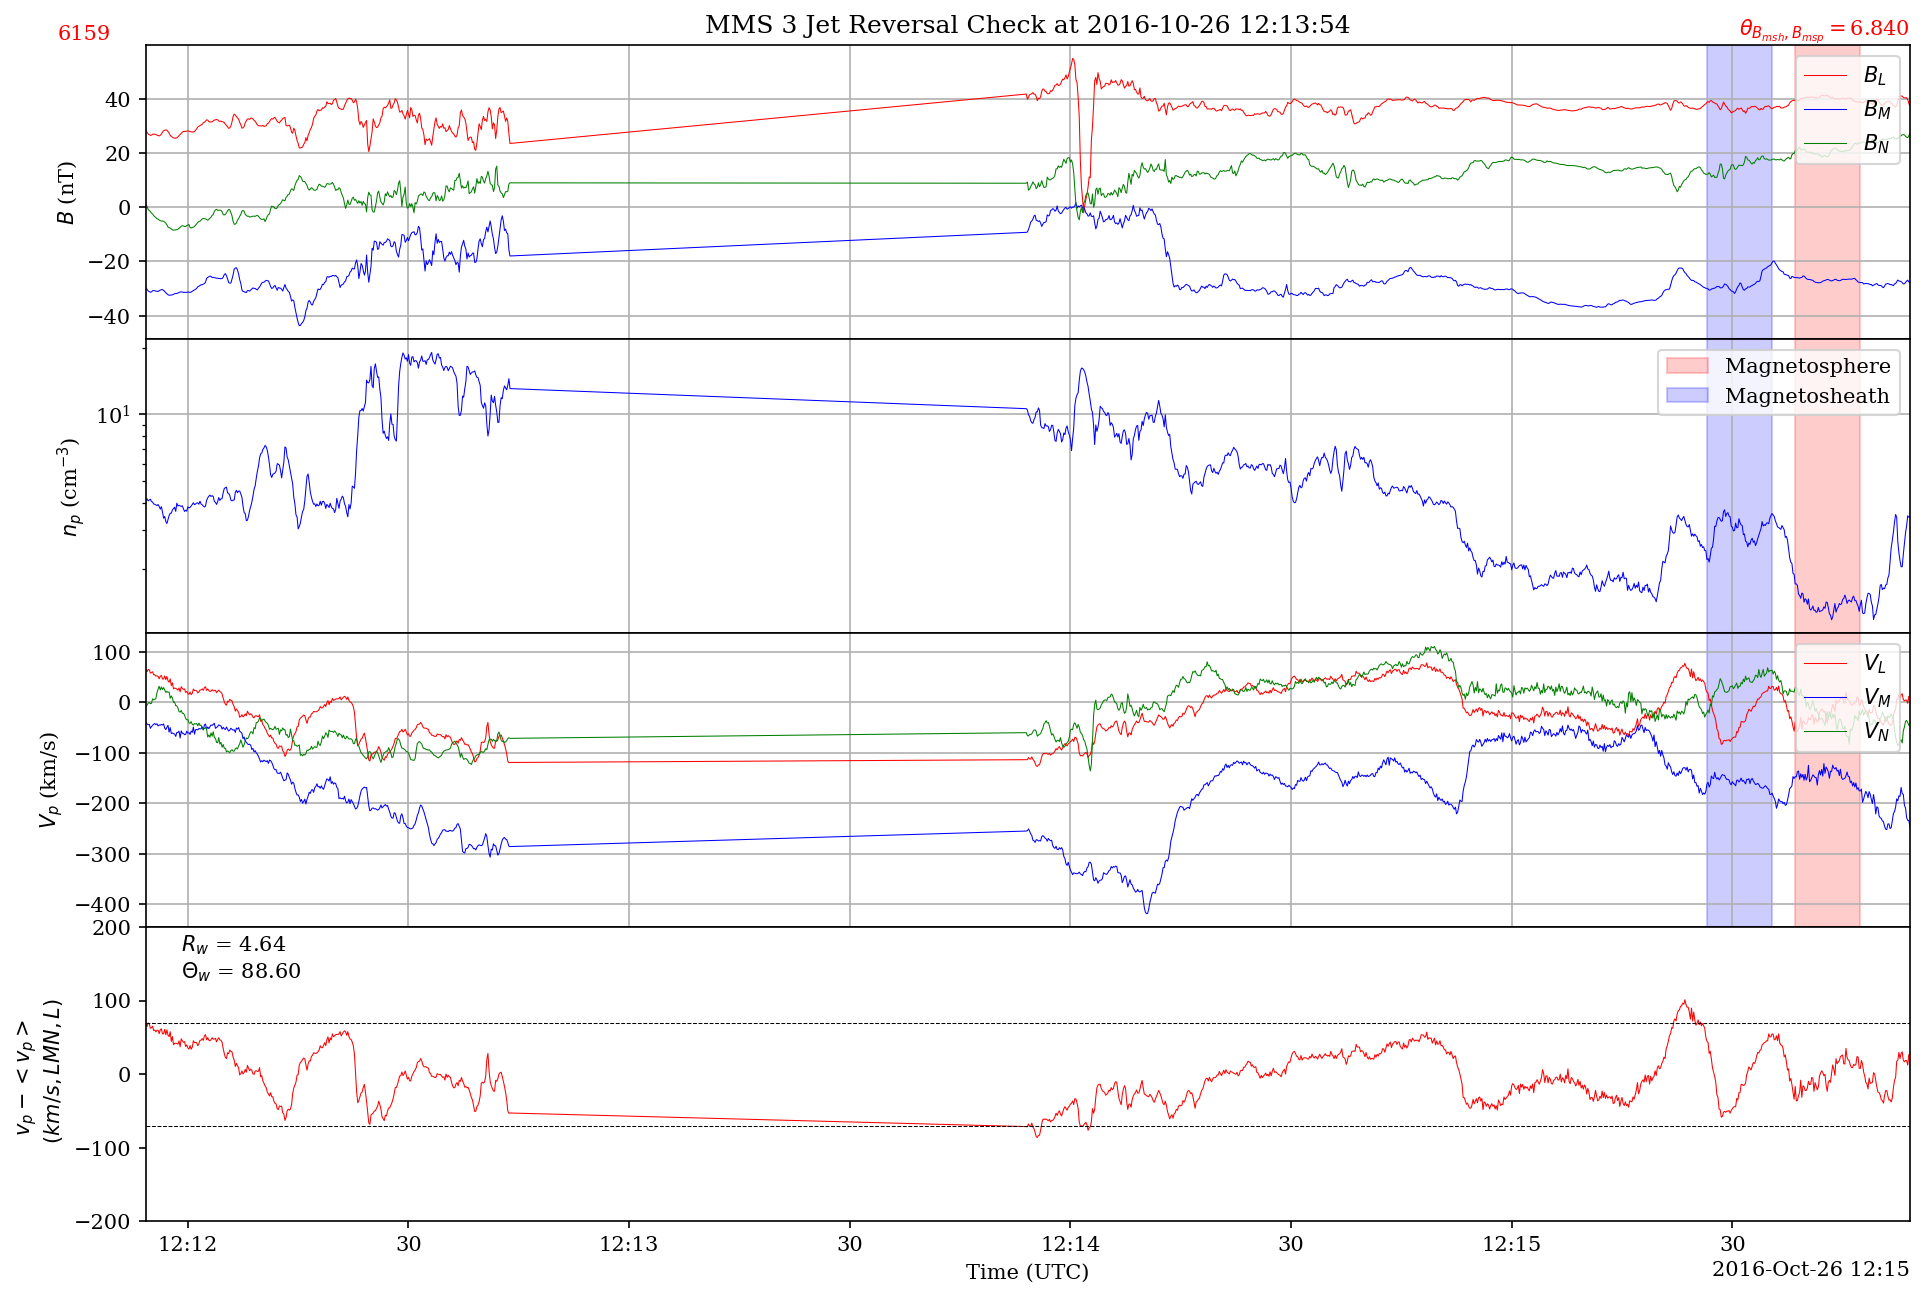 6159
MMS 3 Jet Reversal Check at 2016-10-26 12:13:54
θ_{B_{msh}, B_{msp}} = 6.840
B (nT)
40
20
0
−20
−40
B_L
B_M
B_N
n_p (cm^{−3})
10^1
Magnetosphere
Magnetosheath
V_p (km/s)
100
0
−100
−200
−300
−400
V_L
V_M
V_N
v_p − <v_p>
(km/s, LMN, L)
200
100
0
−100
−200
R_w = 4.64
Θ_w = 88.60
12:12 30 12:13 30 12:14 30 12:15 30
Time (UTC)
2016-Oct-26 12:15